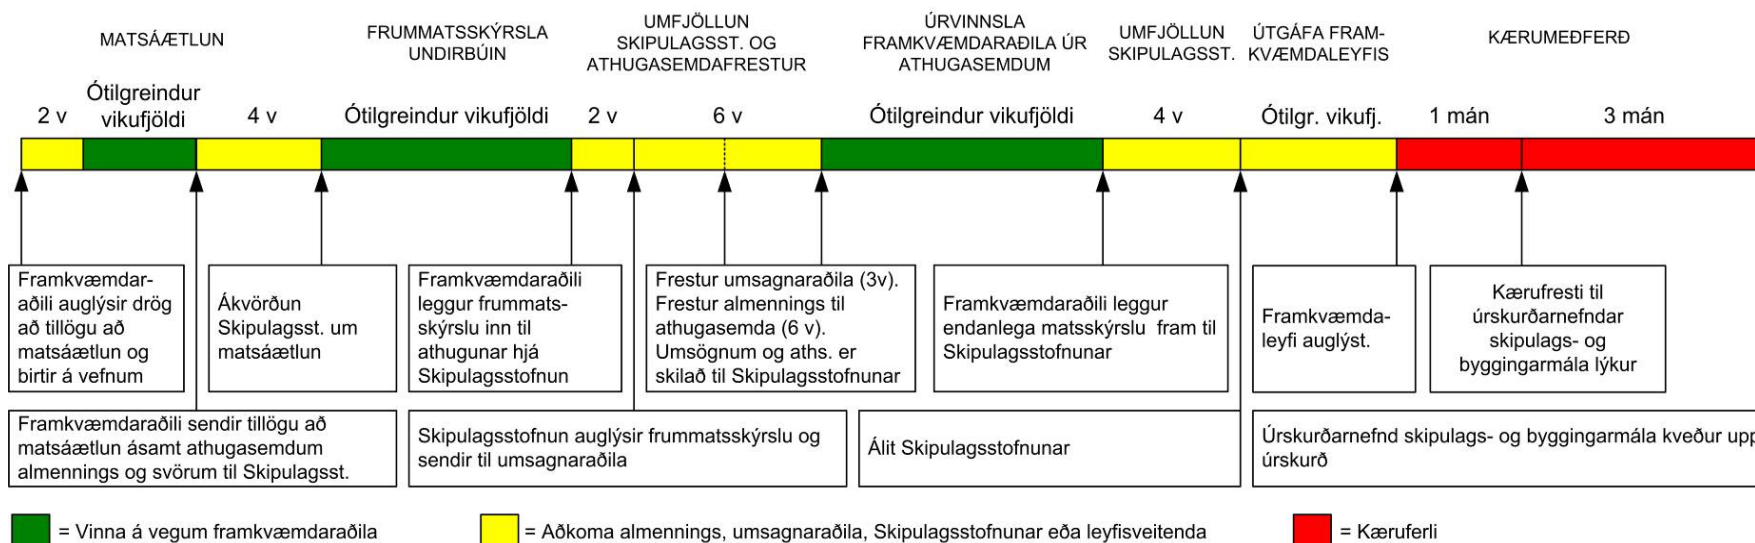 MATSÁÆTLUN
FRUMMATSSKÝRSLA
UNDIRBÚIN
UMFJÖLLUN
SKIPULAGSST. OG
ATHUGASEMDAFRESTUR
ÚRVINNSLA
FRAMKVÆMDARAÐILA ÚR
ATHUGASEMDUM
UMFJÖLLUN
SKIPULAGSST.
ÚTGÁFA FRAM-
KVÆMDALEYFIS
KÆRUMEÐFERÐ
2 v
Ótilgreindur
vikufjöldi
4 v
Ótilgreindur vikufjöldi
2 v
6 v
Ótilgreindur vikufjöldi
4 v
Ótilgr. vikufj.
1 mán
3 mán
Framkvæmdar-
aðili auglýsir drög
að tillögu að
matsáætlun og
birtir á vefnum
Ákvörðun
Skipulagsst. um
matsáætlun
Framkvæmdaraðili
leggur frummats-
skýrslu inn til
athugunar hjá
Skipulagsstofnun
Frestur umsagnaraðila (3v).
Frestur almennings til
athugasemda (6 v).
Umsögnum og aths. er
skilað til Skipulagsstofnunar
Framkvæmdaraðili leggur
endanlega matsskýrslu fram til
Skipulagsstofnunar
Framkvæmda-
leyfi auglýst.
Kærufresti til
úrskurðarnefndar
skipulags- og
byggingarmála lýkur
Framkvæmdaraðili sendir tillögu að
matsáætlun ásamt athugasemdum
almennings og svörum til Skipulagsst.
Skipulagsstofnun auglýsir frummatsskýrslu og
sendir til umsagnaraðila
Álit Skipulagsstofnunar
Úrskurðarnefnd skipulags- og byggingarmála kveður upp
úrskurð
= Vinna á vegum framkvæmdaraðila
= Aðkoma almennings, umsagnaraðila, Skipulagsstofnunar eða leyfisveitenda
= Kæruferli